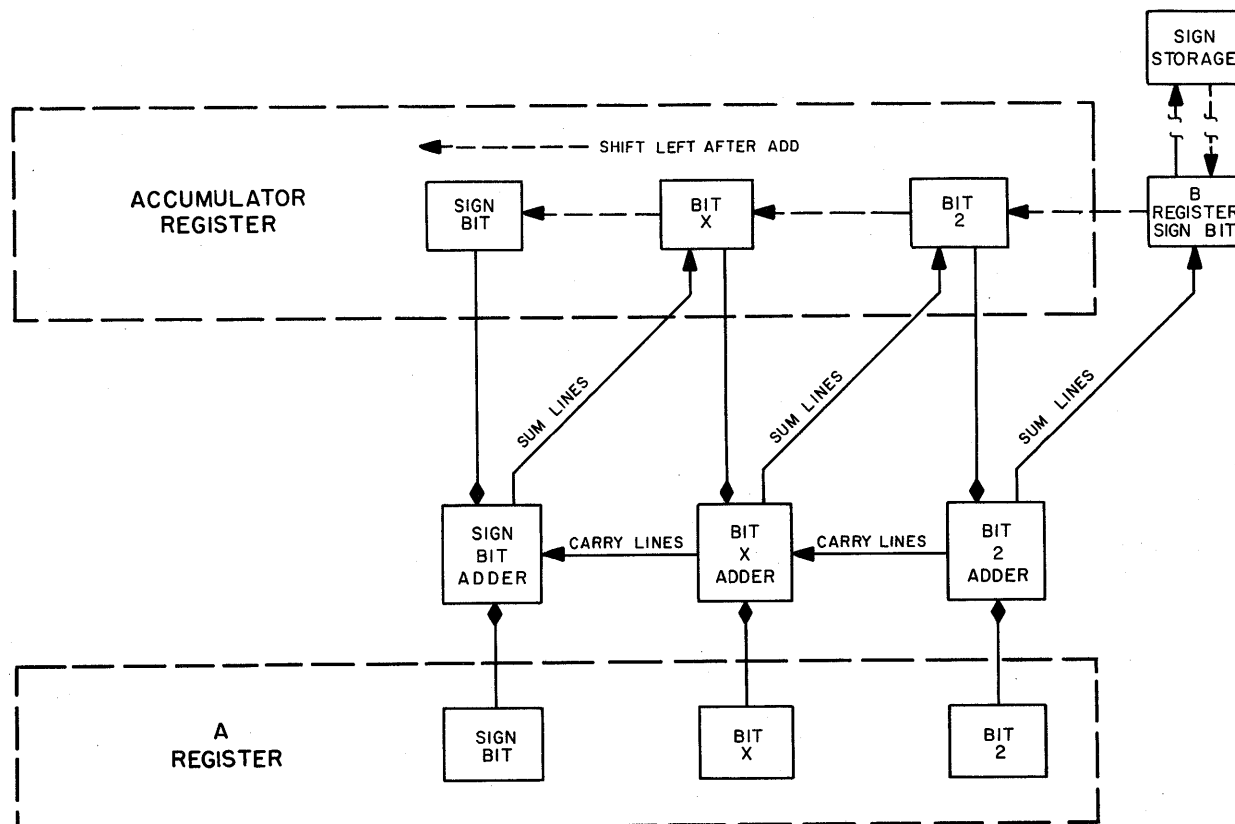 SIGN
STORAGE
SHIFT LEFT AFTER ADD
ACCUMULATOR
REGISTER
SIGN
BIT
BIT
X
BIT
2
B
REGISTER
SIGN BIT
SUM LINES
SUM LINES
SUM LINES
SIGN
BIT
ADDER
CARRY LINES
BIT
X
ADDER
CARRY LINES
BIT
2
ADDER
A
REGISTER
SIGN
BIT
BIT
X
BIT
2